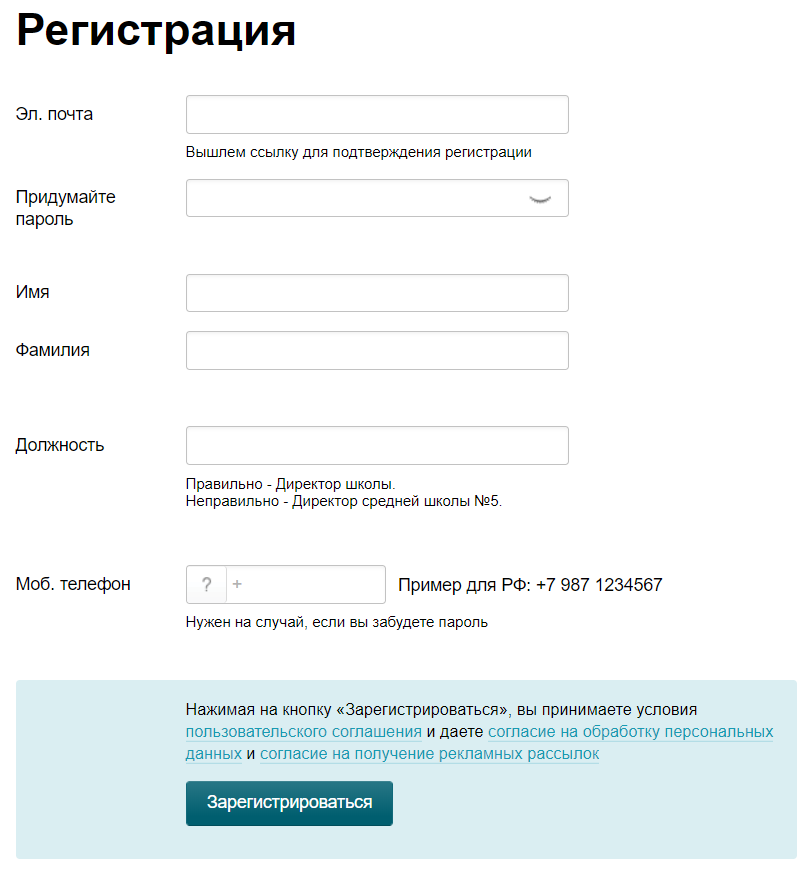 Регистрация
Эл. почта
Вышлем ссылку для подтверждения регистрации
Придумайте
пароль
Имя
Фамилия
Должность
Правильно - Директор школы.
Неправильно - Директор средней школы №5.
Моб. телефон
? +
Пример для РФ: +7 987 1234567
Нужен на случай, если вы забудете пароль
Нажимая на кнопку «Зарегистрироваться», вы принимаете условия
пользовательского соглашения и даете согласие на обработку персональных
данных и согласие на получение рекламных рассылок
Зарегистрироваться